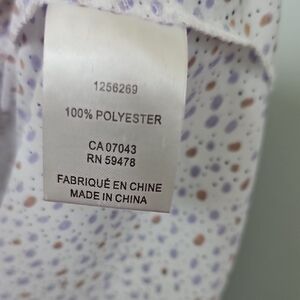 1256269
100% POLYESTER
CA 07043
RN 59478
FABRIQUÉ EN CHINE
MADE IN CHINA